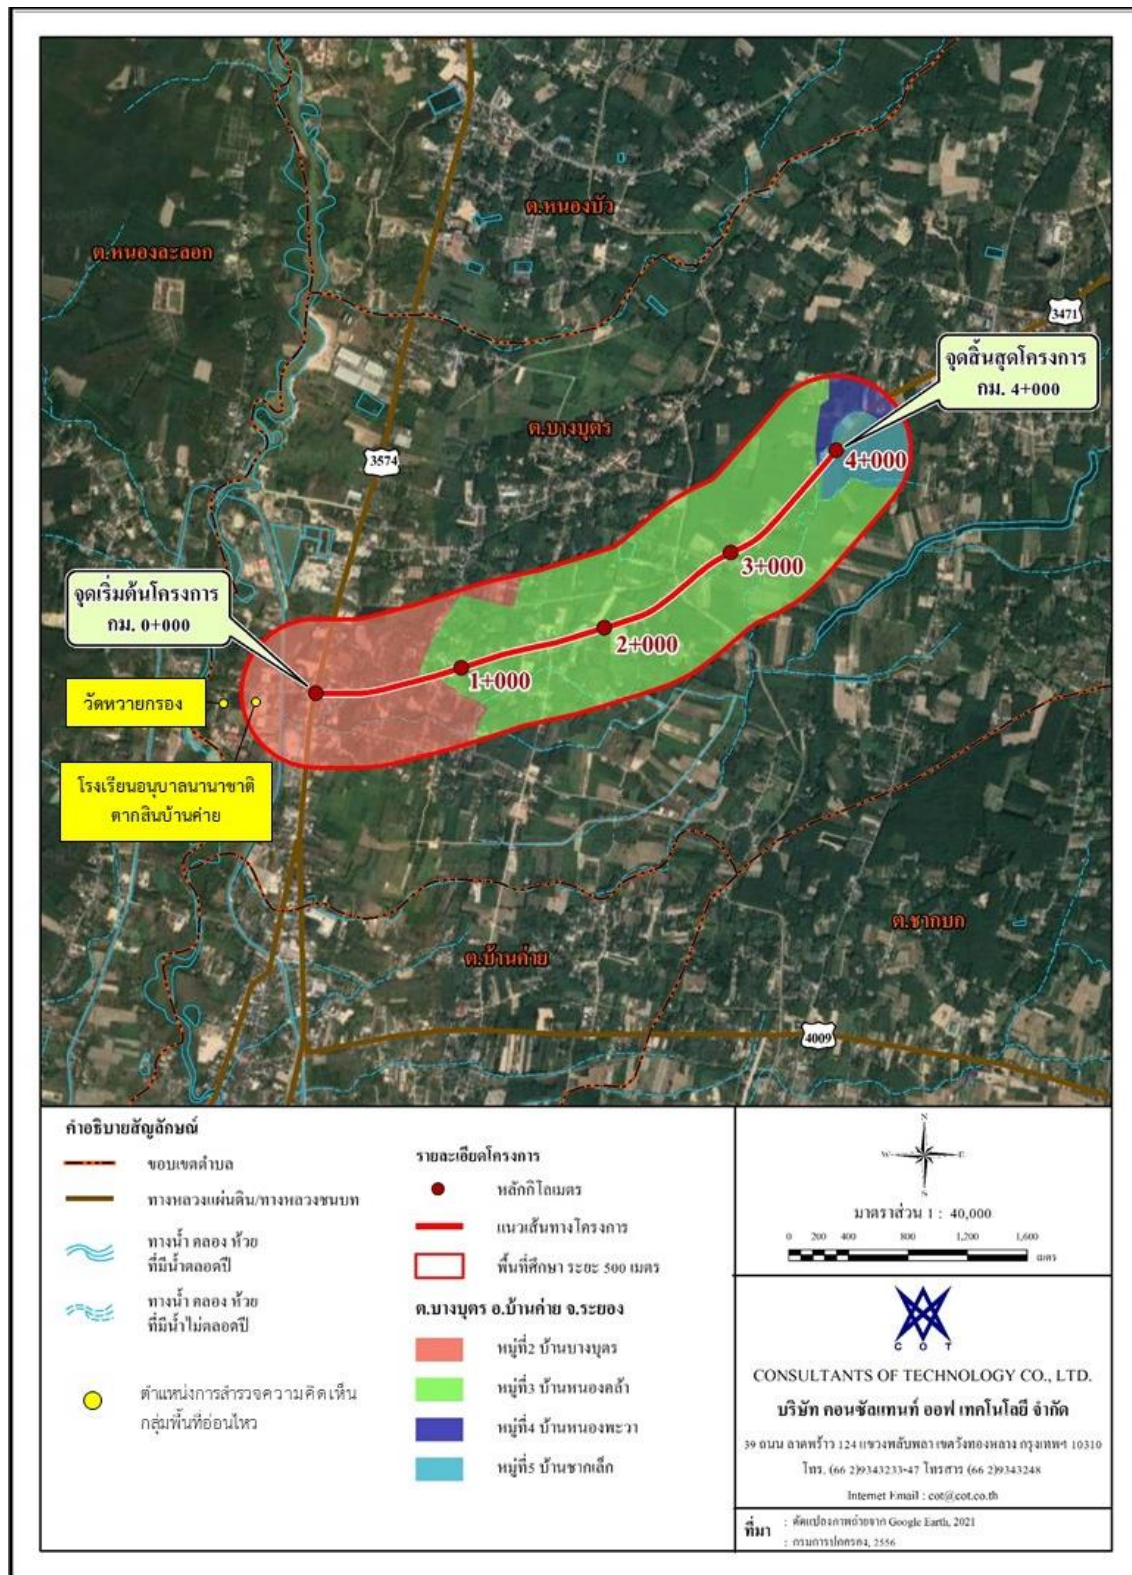 ต.หนองบัว
ต.หนองละลอก
3471
จุดสิ้นสุดโครงการ
กม. 4+000
ต.บางบุตร
3574
4+000
3+000
จุดเริ่มต้นโครงการ
กม. 0+000
2+000
1+000
วัดหวายกรอง
โรงเรียนอนุบาลนานาชาติ
ตากสินบ้านค่าย
ต.ชากบก
ต.บ้านค่าย
4009
คำอธิบายสัญลักษณ์
ขอบเขตตำบล
ทางหลวงแผ่นดิน/ทางหลวงชนบท
ทางน้ำ คลอง ห้วย
ที่มีน้ำตลอดปี
ทางน้ำ คลอง ห้วย
ที่มีน้ำไม่ตลอดปี
ตำแหน่งการสำรวจความคิดเห็น
กลุ่มพื้นที่อ่อนไหว
รายละเอียดโครงการ
หลักกิโลเมตร
แนวเส้นทางโครงการ
พื้นที่ศึกษา ระยะ 500 เมตร
ต.บางบุตร อ.บ้านค่าย จ.ระยอง
หมู่ที่2 บ้านบางบุตร
หมู่ที่3 บ้านหนองคล้า
หมู่ที่4 บ้านหนองพะวา
หมู่ที่5 บ้านชากเล็ก
N
W E
S
มาตราส่วน 1 : 40,000
0 200 400 800 1,200 1,600
เมตร
C O T
CONSULTANTS OF TECHNOLOGY CO., LTD.
บริษัท คอนซัลแทนท์ ออฟ เทคโนโลยี จำกัด
39 ถนน ลาดพร้าว 124 แขวงพลับพลา เขตวังทองหลาง กรุงเทพฯ 10310
โทร. (66 2)9343233-47 โทรสาร (66 2)9343248
Internet Email : cot@cot.co.th
ที่มา : ดัดแปลงภาพถ่ายจาก Google Earth, 2021
: กรมการปกครอง, 2556